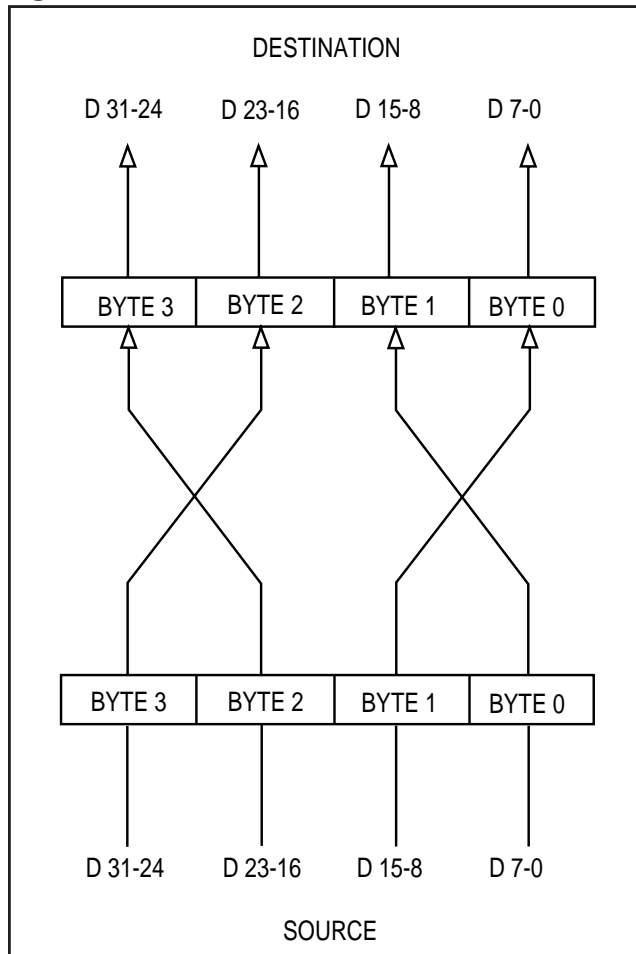 DESTINATION
D 31-24 D 23-16 D 15-8 D 7-0
BYTE 3 BYTE 2 BYTE 1 BYTE 0
BYTE 3 BYTE 2 BYTE 1 BYTE 0
D 31-24 D 23-16 D 15-8 D 7-0
SOURCE